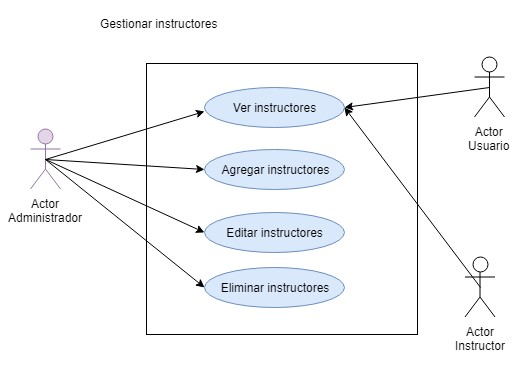 Gestionar instructores
Ver instructores
Agregar instructores
Editar instructores
Eliminar instructores
Actor
Administrador
Actor
Usuario
Actor
Instructor